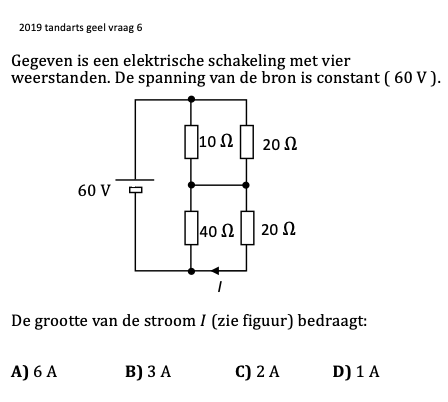 2019 tandarts geel vraag 6
Gegeven is een elektrische schakeling met vier
weerstanden. De spanning van de bron is constant ( 60 V ).
10 Ω
20 Ω
60 V
40 Ω
20 Ω
I
De grootte van de stroom I (zie figuur) bedraagt:
A) 6 A B) 3 A C) 2 A D) 1 A